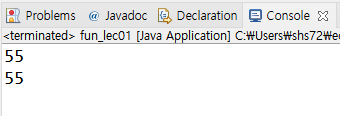 Problems @ Javadoc Declaration Console
<terminated> fun_lec01 [Java Application] C:₩Users₩shs72₩e
55
55